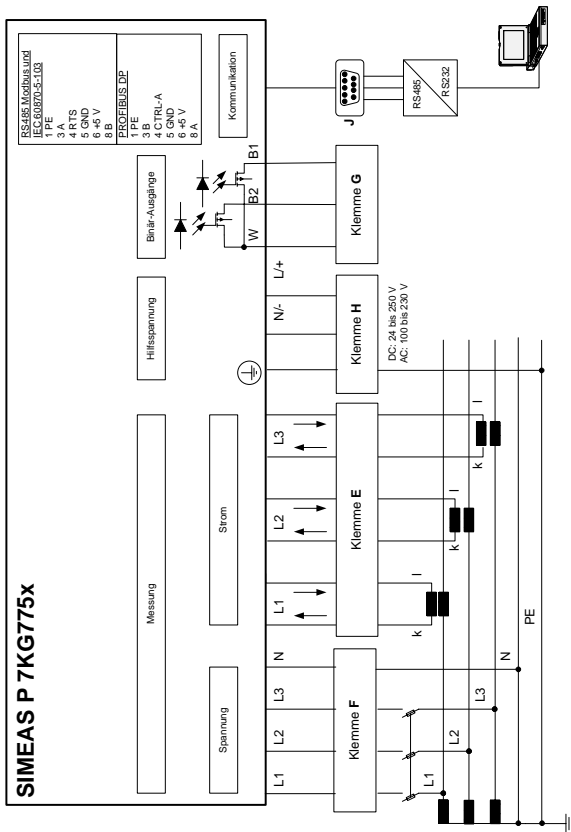 SIMEAS P 7KG775x
Messung
Hilfsspannung
Binär-Ausgänge
RS485 Modbus und
IEC 60870-5-103
1 PE
3 A
4 RTS
5 GND
6 +5 V
8 B
PROFIBUS DP
1 PE
3 B
4 CTRL-A
5 GND
6 +5 V
8 A
Spannung
Strom
Kommunikation
L1
L2
L3
N
L1
L2
L3
N/-
L/+
W
B2
B1
Klemme F
Klemme E
Klemme H
Klemme G
J
RS485
RS232
DC: 24 bis 250 V
AC: 100 bis 230 V
k
l
k
l
k
l
L1
L2
L3
N
PE